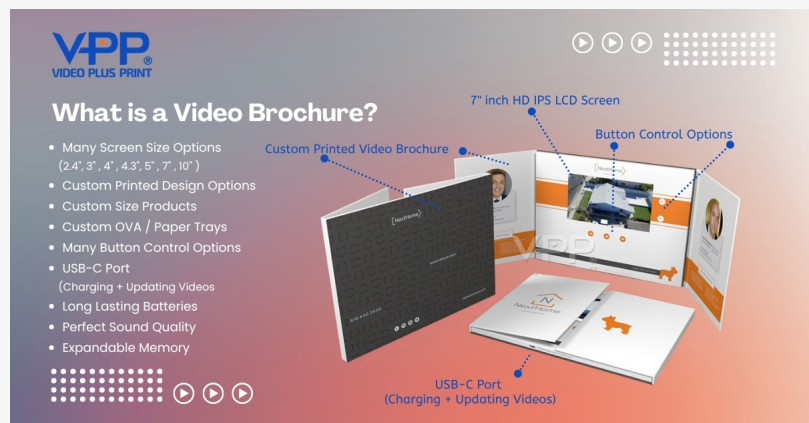 VPP®
VIDEO PLUS PRINT
What is a Video Brochure?
Many Screen Size Options
(2.4", 3" , 4" , 4.3", 5" , 7" , 10" )
Custom Printed Design Options
Custom Size Products
Custom OVA / Paper Trays
Many Button Control Options
USB-C Port
(Charging + Updating Videos
Long Lasting Batteries
Perfect Sound Quality
Expandable Memory
7" inch HD IPS LCD Screen
Button Control Options
Custom Printed Video Brochure
NextHome
NextHome
VPP
N
NextHome
USB-C Port
(Charging + Updating Videos)